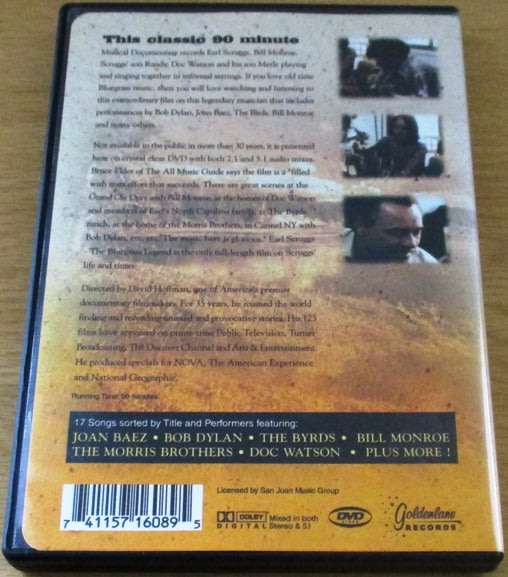 This classic 90 minute
Musical Documentary records Earl Scruggs, Bill Monroe,
Scruggs' son Randy, Doc Watson and his son Merle playing
and singing together in informal settings. If you love old time
Bluegrass music, then you will love watching and listening to
this extraordinary film on this legendary musician that includes
performances by Bob Dylan, Joan Baez, The Birds, Bill Monroe
and many others.
Not available to the public in more than 30 years, it is presented
here on crystal clear DVD with both 2.1 and 5.1 audio mixes.
Bruce Elder of The All Music Guide says the film is a "filled
with an effort that succeeds. There are great scenes at the
Grand Ole Opry with Bill Monroe, at the homes of Doc Watson
and members of Earl's North Carolina family, at The Byrds
ranch, at the home of the Morris Brothers, in Carmel NY with
Bob Dylan, etc, etc. The music here is glorious." Earl Scruggs
- The Bluegrass Legend is the only full-length film on Scruggs'
life and times.
Directed by David Hoffman, one of America's premier
documentary filmmakers. For 35 years, he roamed the world
finding and recording unusual and provocative stories. His 125
films have appeared on prime time Public Television, Turner
Broadcasting, The Discover Channel and Arts & Entertainment.
He produced specials for NOVA, The American Experience
and National Geographic.
Running Time: 90 minutes
17 Songs sorted by Title and Performers featuring:
JOAN BAEZ • BOB DYLAN • THE BYRDS • BILL MONROE
THE MORRIS BROTHERS • DOC WATSON • PLUS MORE !
Licensed by San Juan Music Group
7 41157 16089 5
DOLBY DIGITAL
Mixed in both
Stereo & 5.1
DVD
Goldenlane
RECORDS